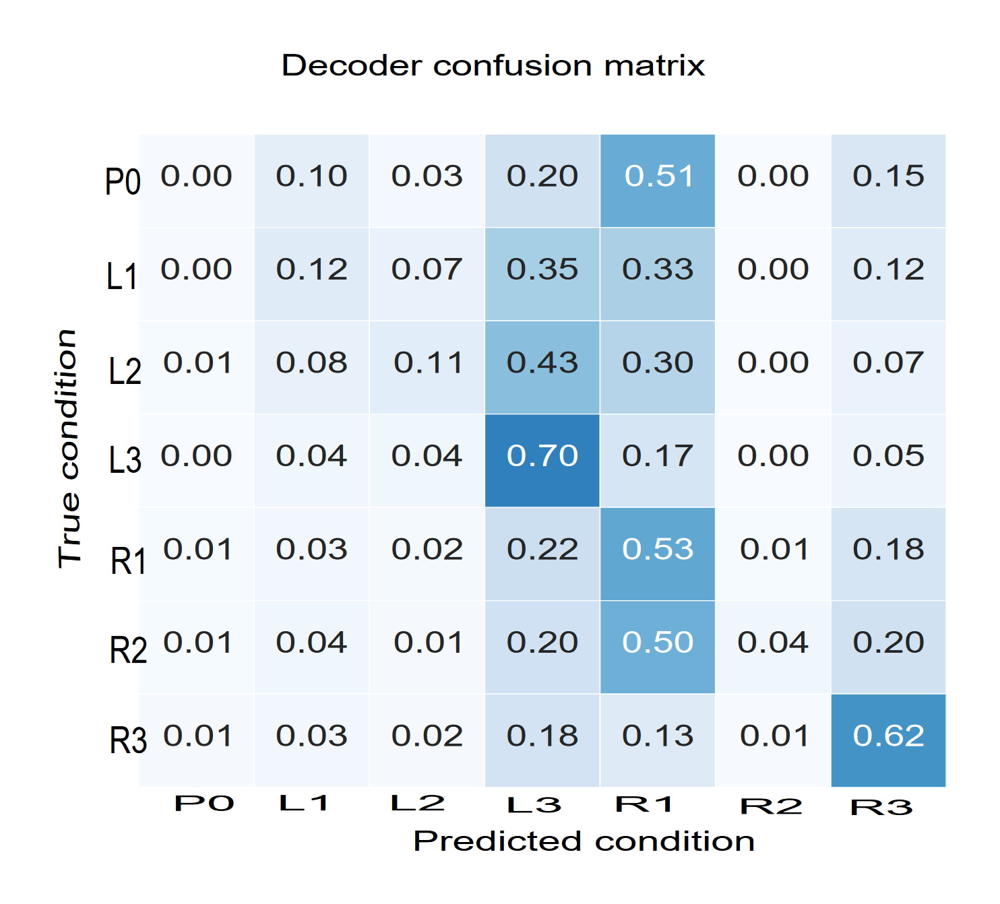 Decoder confusion matrix
P0 0.00 0.10 0.03 0.20 0.51 0.00 0.15
L1 0.00 0.12 0.07 0.35 0.33 0.00 0.12
L2 0.01 0.08 0.11 0.43 0.30 0.00 0.07
L3 0.00 0.04 0.04 0.70 0.17 0.00 0.05
R1 0.01 0.03 0.02 0.22 0.53 0.01 0.18
R2 0.01 0.04 0.01 0.20 0.50 0.04 0.20
R3 0.01 0.03 0.02 0.18 0.13 0.01 0.62
P0 L1 L2 L3 R1 R2 R3
Predicted condition
True condition